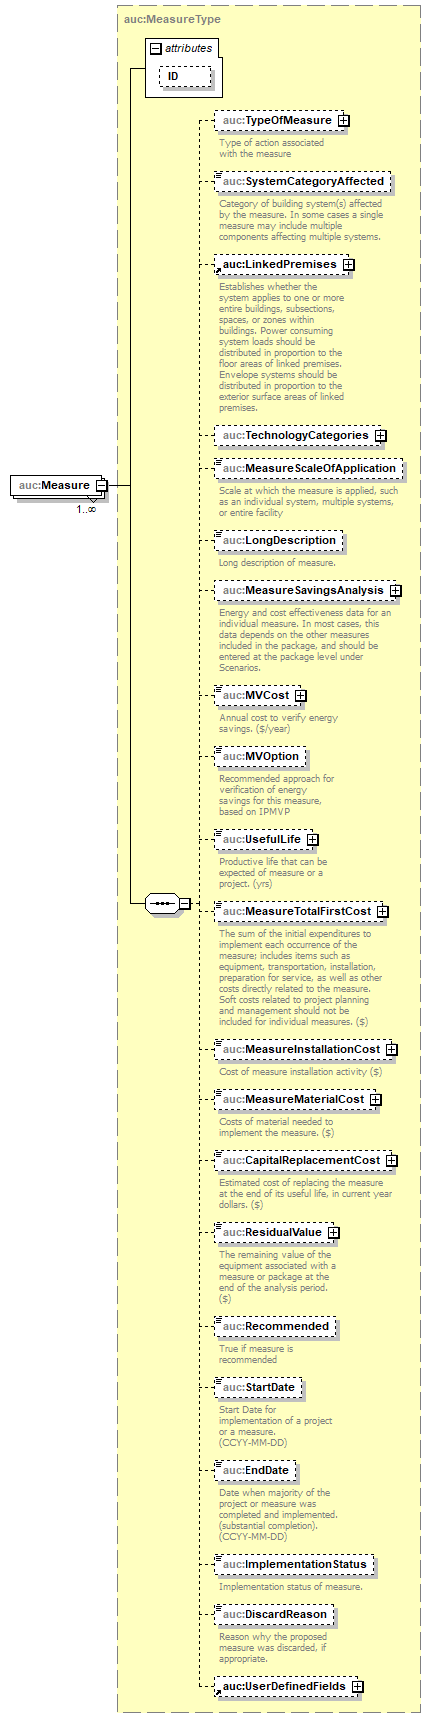 auc:MeasureType
attributes
ID
auc:TypeOfMeasure
Type of action associated
with the measure
auc:SystemCategoryAffected
Category of building system(s) affected
by the measure. In some cases a single
measure may include multiple
components affecting multiple systems.
auc:LinkedPremises
Establishes whether the
system applies to one or more
entire buildings, subsections,
spaces, or zones within
buildings. Power consuming
system loads should be
distributed in proportion to the
floor areas of linked premises.
Envelope systems should be
distributed in proportion to the
exterior surface areas of linked
premises.
auc:TechnologyCategories
auc:MeasureScaleOfApplication
Scale at which the measure is applied, such
as an individual system, multiple systems,
or entire facility
auc:Measure
1..∞
auc:LongDescription
Long description of measure.
auc:MeasureSavingsAnalysis
Energy and cost effectiveness data for an
individual measure. In most cases, this
data depends on the other measures
included in the package, and should be
entered at the package level under
Scenarios.
auc:MVCost
Annual cost to verify energy
savings. ($/year)
auc:MVOption
Recommended approach for
verification of energy
savings for this measure,
based on IPMVP
auc:UsefulLife
Productive life that can be
expected of measure or a
project. (yrs)
auc:MeasureTotalFirstCost
The sum of the initial expenditures to
implement each occurrence of the
measure; includes items such as
equipment, transportation, installation,
preparation for service, as well as other
costs directly related to the measure.
Soft costs related to project planning
and management should not be
included for individual measures. ($)
auc:MeasureInstallationCost
Cost of measure installation activity ($)
auc:MeasureMaterialCost
Costs of material needed to
implement the measure. ($)
auc:CapitalReplacementCost
Estimated cost of replacing the measure
at the end of its useful life, in current year
dollars. ($)
auc:ResidualValue
The remaining value of the
equipment associated with a
measure or package at the
end of the analysis period.
($)
auc:Recommended
True if measure is
recommended
auc:StartDate
Start Date for
implementation of a project
or a measure.
(CCYY-MM-DD)
auc:EndDate
Date when majority of the
project or measure was
completed and implemented.
(substantial completion).
(CCYY-MM-DD)
auc:ImplementationStatus
Implementation status of measure.
auc:DiscardReason
Reason why the proposed
measure was discarded, if
appropriate.
auc:UserDefinedFields